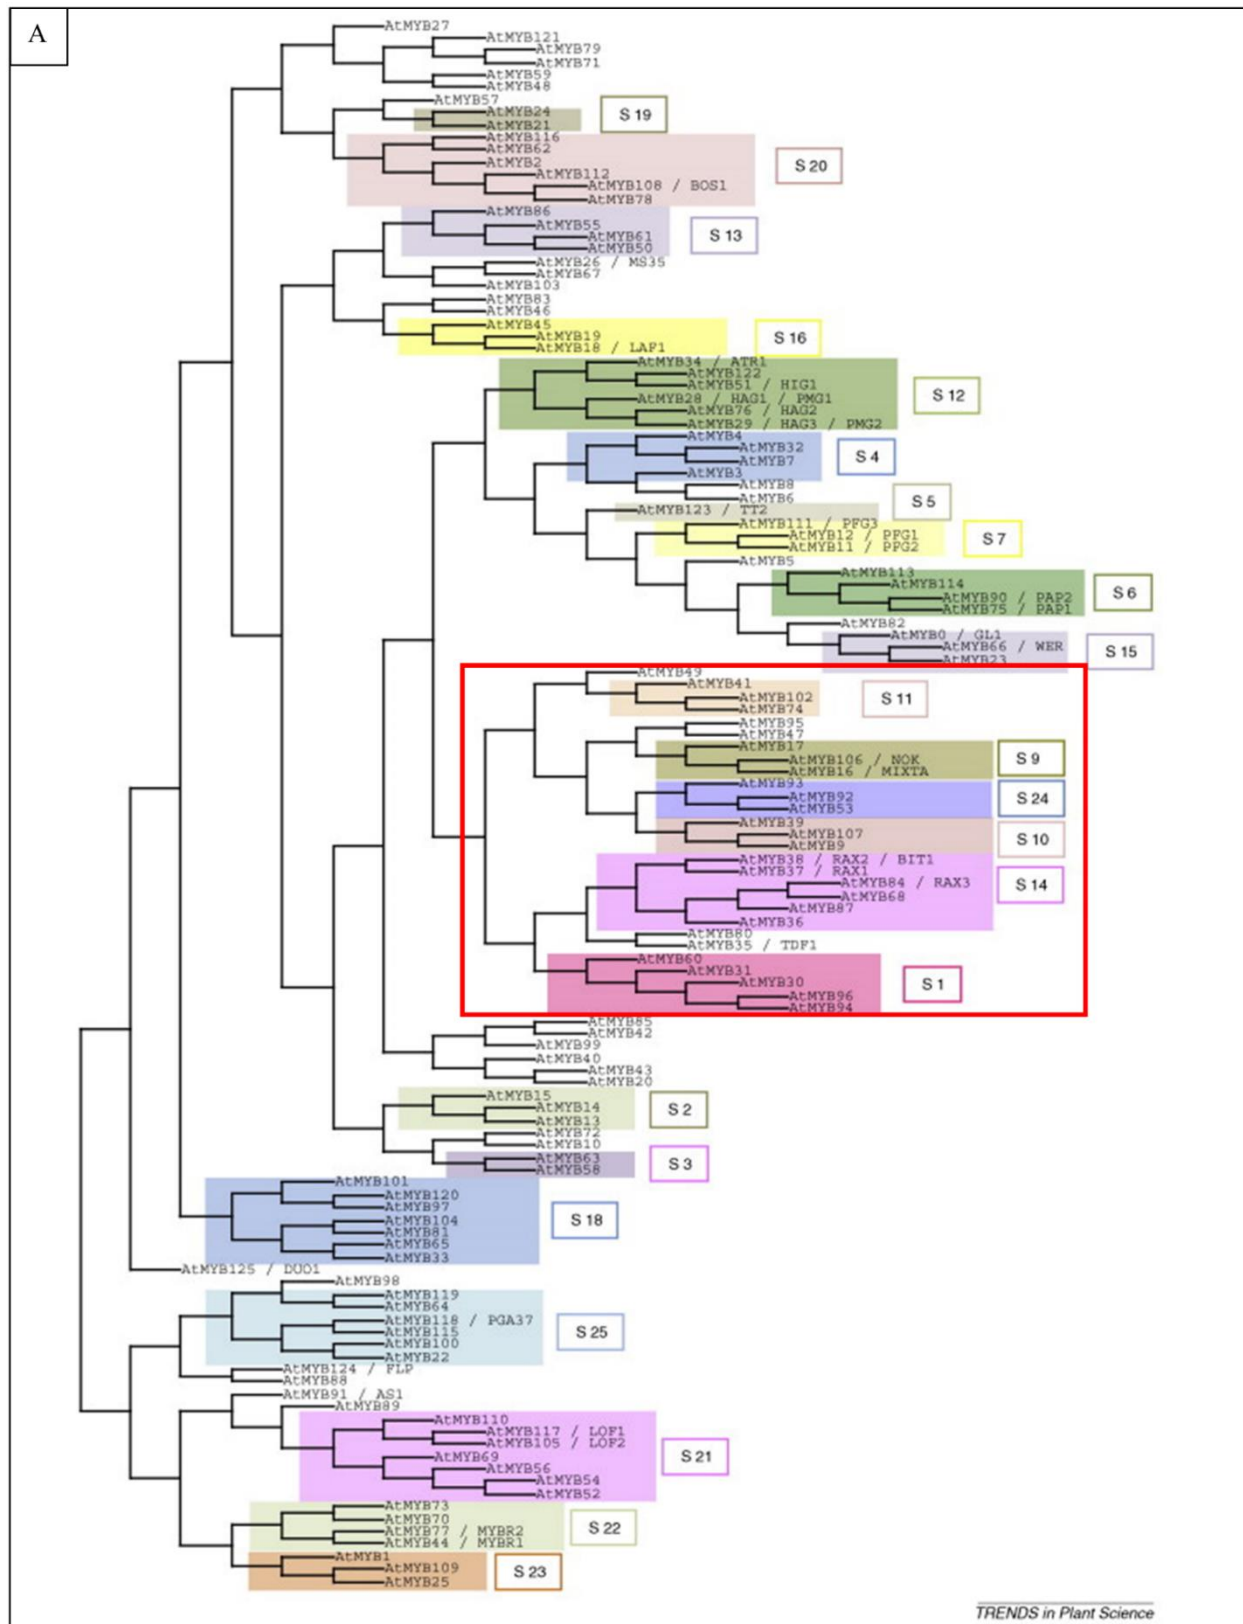 A
AtMYB27
AtMYB121
AtMYB79
AtMYB71
AtMYB59
AtMYB48
AtMYB57
AtMYB24
S 19
AtMYB21
AtMYB116
AtMYB62
AtMYB2
S 20
AtMYB112
AtMYB108 / BOS1
AtMYB78
AtMYB86
AtMYB55
S 13
AtMYB61
AtMYB50
AtMYB26 / MS35
AtMYB67
AtMYB103
AtMYB83
AtMYB46
AtMYB45
AtMYB19
S 16
AtMYB18 / LAF1
AtMYB34 / ATR1
AtMYB122
AtMYB51 / HIG1
S 12
AtMYB28 / HAG1 / PMG1
AtMYB76 / HAG2
AtMYB29 / HAG3 / PMG2
AtMYB4
AtMYB32
S 4
AtMYB7
AtMYB3
AtMYB8
AtMYB6
S 5
AtMYB123 / TT2
AtMYB111 / PFG3
AtMYB12 / PFG1
S 7
AtMYB11 / PFG2
AtMYB5
AtMYB113
AtMYB114
S 6
AtMYB90 / PAP2
AtMYB75 / PAP1
AtMYB82
AtMYB0 / GL1
AtMYB66 / WER
S 15
AtMYB23
AtMYB49
AtMYB41
S 11
AtMYB102
AtMYB74
AtMYB95
AtMYB47
AtMYB17
AtMYB106 / NOK
S 9
AtMYB16 / MIXTA
AtMYB93
AtMYB92
S 24
AtMYB53
AtMYB39
AtMYB107
S 10
AtMYB9
AtMYB38 / RAX2 / BIT1
AtMYB37 / RAX1
AtMYB84 / RAX3
S 14
AtMYB68
AtMYB87
AtMYB36
AtMYB80
AtMYB35 / TDF1
AtMYB60
AtMYB31
AtMYB30
S 1
AtMYB96
AtMYB94
AtMYB85
AtMYB42
AtMYB99
AtMYB40
AtMYB43
AtMYB20
AtMYB15
AtMYB14
S 2
AtMYB13
AtMYB72
AtMYB10
AtMYB63
S 3
AtMYB58
AtMYB101
AtMYB120
AtMYB97
AtMYB104
S 18
AtMYB81
AtMYB65
AtMYB33
AtMYB125 / DUO1
AtMYB98
AtMYB119
AtMYB64
AtMYB118 / PGA37
AtMYB115
S 25
AtMYB100
AtMYB22
AtMYB124 / FLP
AtMYB88
AtMYB91 / AS1
AtMYB89
AtMYB110
AtMYB117 / LOF1
AtMYB105 / LOF2
AtMYB69
S 21
AtMYB56
AtMYB54
AtMYB52
AtMYB73
AtMYB70
AtMYB77 / MYBR2
S 22
AtMYB44 / MYBR1
AtMYB1
AtMYB109
S 23
AtMYB25
TRENDS in Plant Science